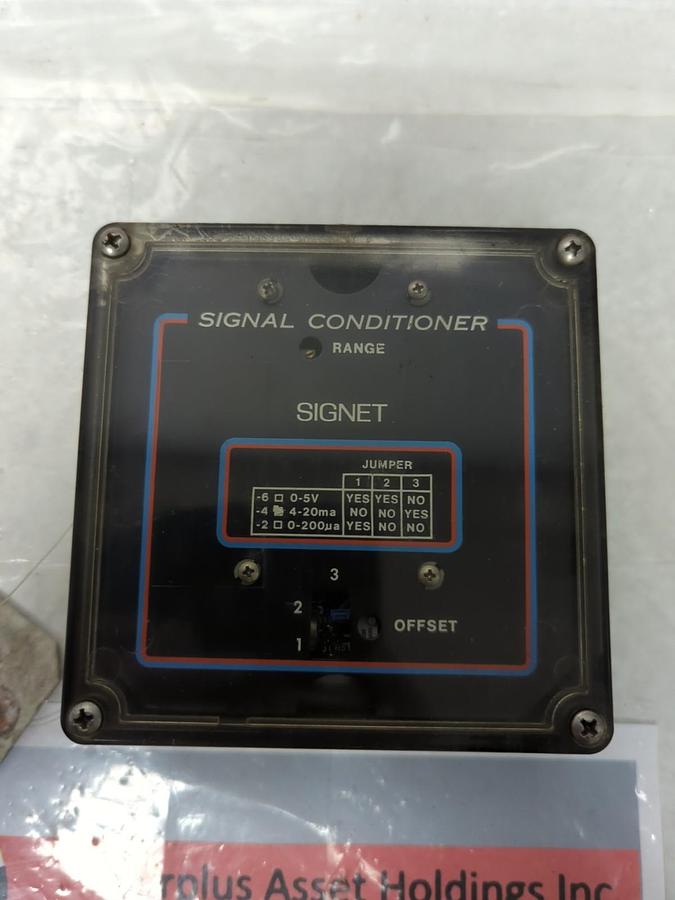 SIGNAL CONDITIONER
RANGE
SIGNET
JUMPER
1 2 3
-6 0-5V YES YES NO
-4 4-20ma NO NO YES
-2 0-200µa YES NO NO
3
2
OFFSET
1
Asset Holdings Inc.